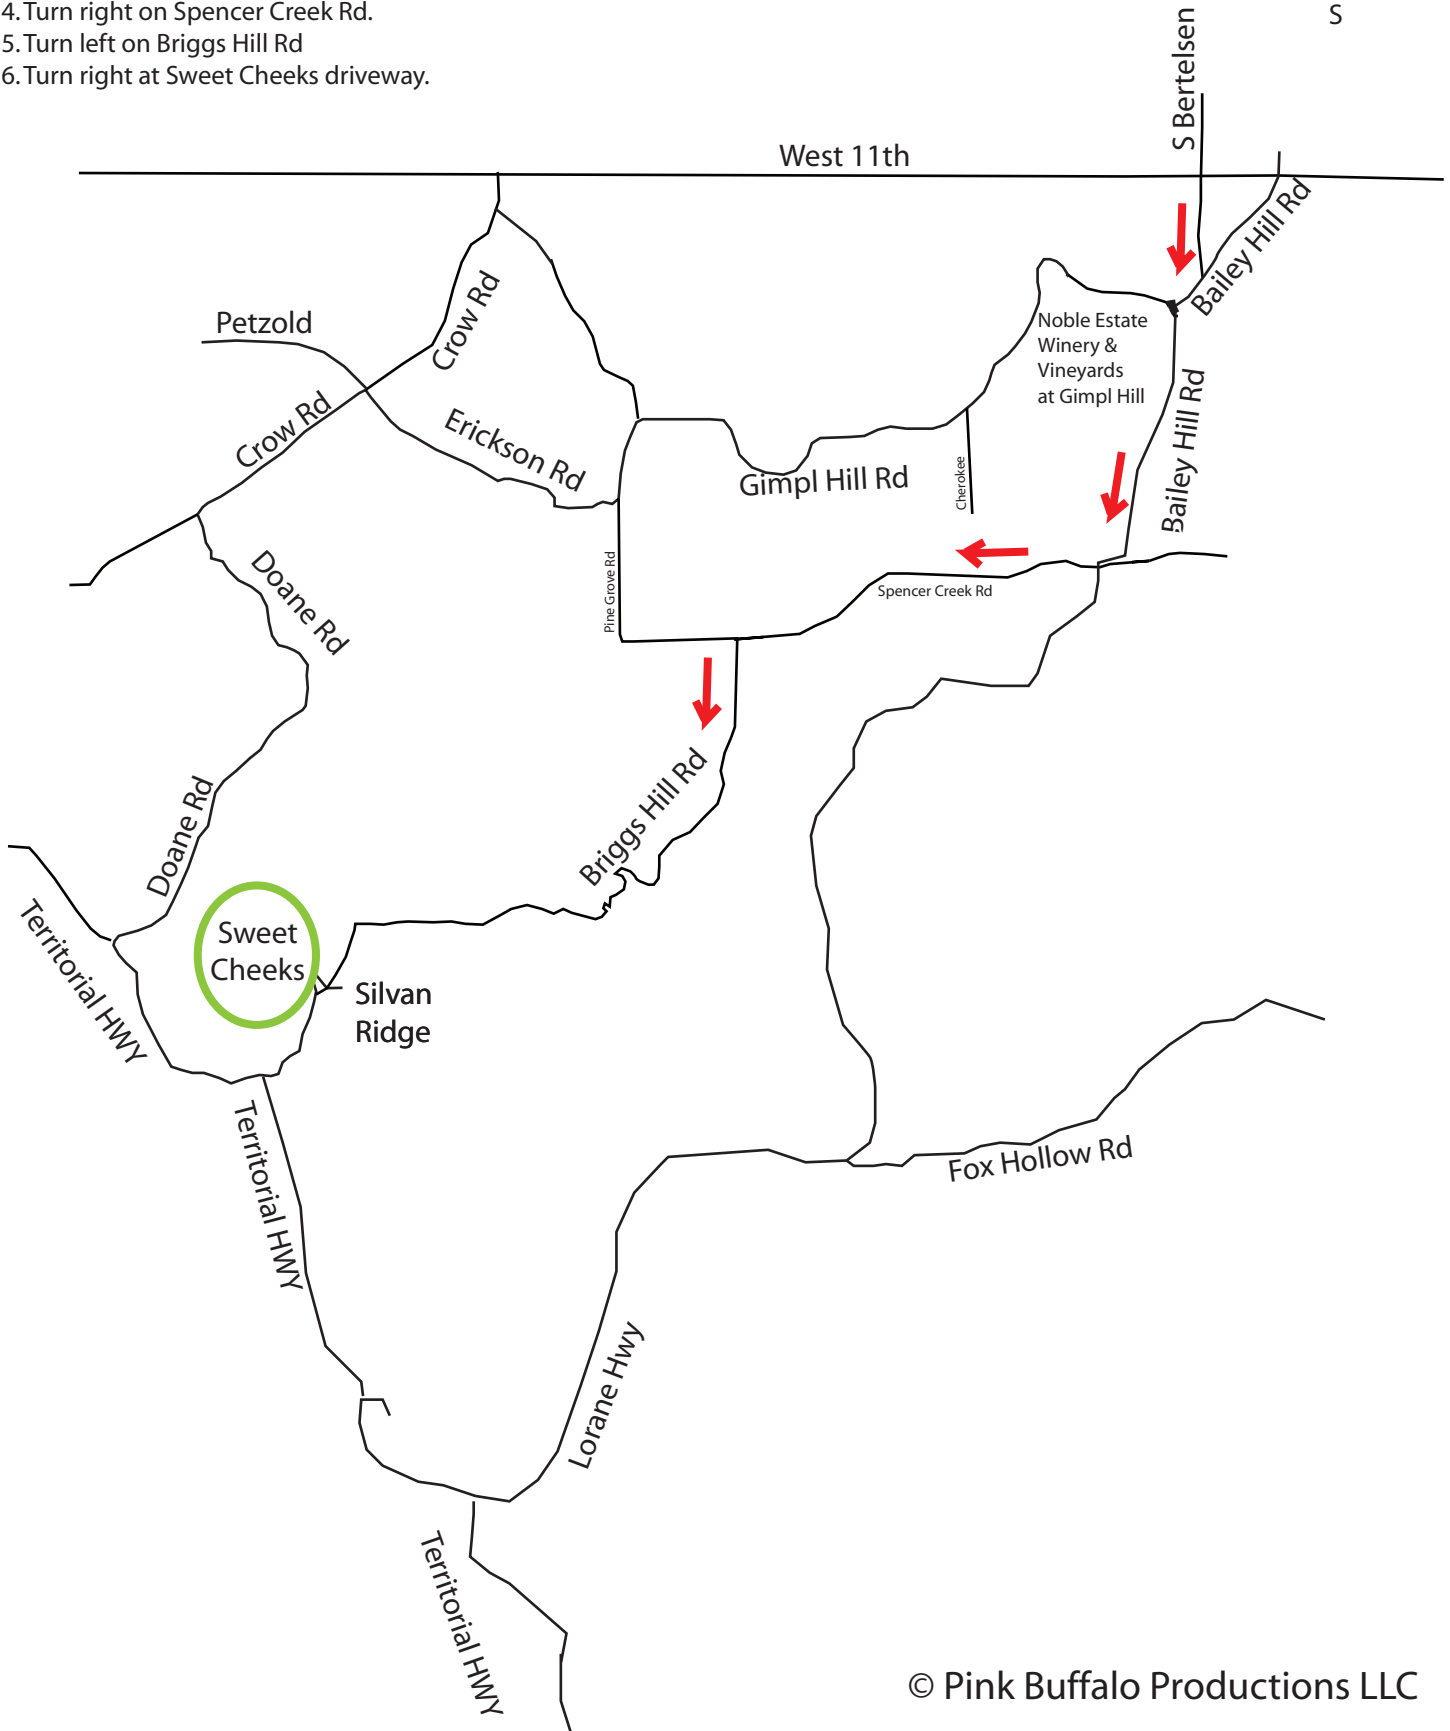 4. Turn right on Spencer Creek Rd.
5. Turn left on Briggs Hill Rd
6. Turn right at Sweet Cheeks driveway.
S
S Bertelsen
West 11th
Bailey Hill Rd
Crow Rd
Petzold
Noble Estate
Winery &
Vineyards
at Gimpl Hill
Bailey Hill Rd
Crow Rd
Erickson Rd
Gimpl Hill Rd
Cherokee
Doane Rd
Pine Grove Rd
Spencer Creek Rd
Briggs Hill Rd
Doane Rd
Territorial HWY
Sweet
Cheeks
Silvan
Ridge
Territorial HWY
Fox Hollow Rd
Lorane Hwy
Territorial HWY
© Pink Buffalo Productions LLC